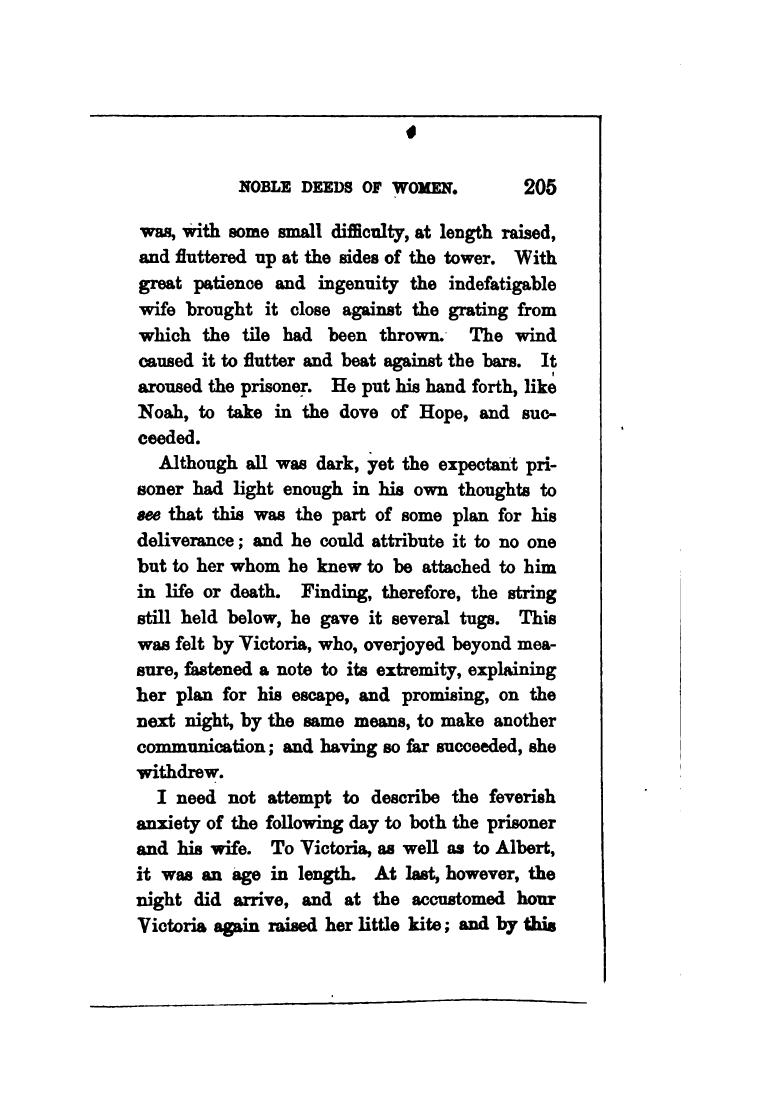 NOBLE DEEDS OF WOMEN. 205
was, with some small difficulty, at length raised,
and fluttered up at the sides of the tower. With
great patience and ingenuity the indefatigable
wife brought it close against the grating from
which the tile had been thrown. The wind
caused it to flutter and beat against the bars. It
aroused the prisoner. He put his hand forth, like
Noah, to take in the dove of Hope, and suc-
ceeded.
Although all was dark, yet the expectant pri-
soner had light enough in his own thoughts to
see that this was the part of some plan for his
deliverance; and he could attribute it to no one
but to her whom he knew to be attached to him
in life or death. Finding, therefore, the string
still held below, he gave it several tugs. This
was felt by Victoria, who, overjoyed beyond mea-
sure, fastened a note to its extremity, explaining
her plan for his escape, and promising, on the
next night, by the same means, to make another
communication; and having so far succeeded, she
withdrew.
I need not attempt to describe the feverish
anxiety of the following day to both the prisoner
and his wife. To Victoria, as well as to Albert,
it was an age in length. At last, however, the
night did arrive, and at the accustomed hour
Victoria again raised her little kite; and by this